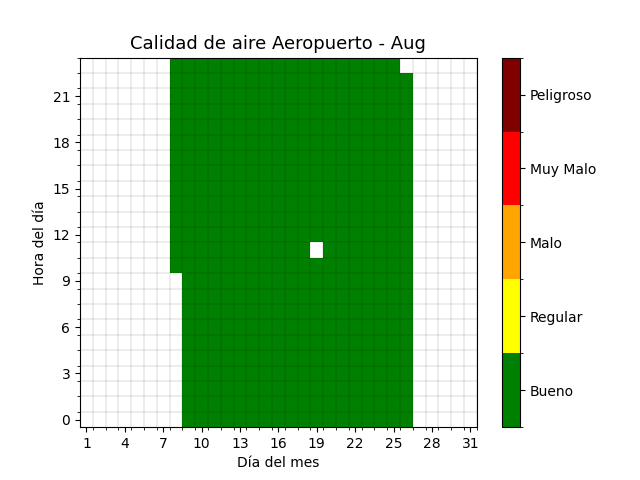 Calidad de aire Aeropuerto - Aug
Hora del día
21
18
15
12
9
6
3
0
1 4 7 10 13 16 19 22 25 28 31
Día del mes
Peligroso
Muy Malo
Malo
Regular
Bueno